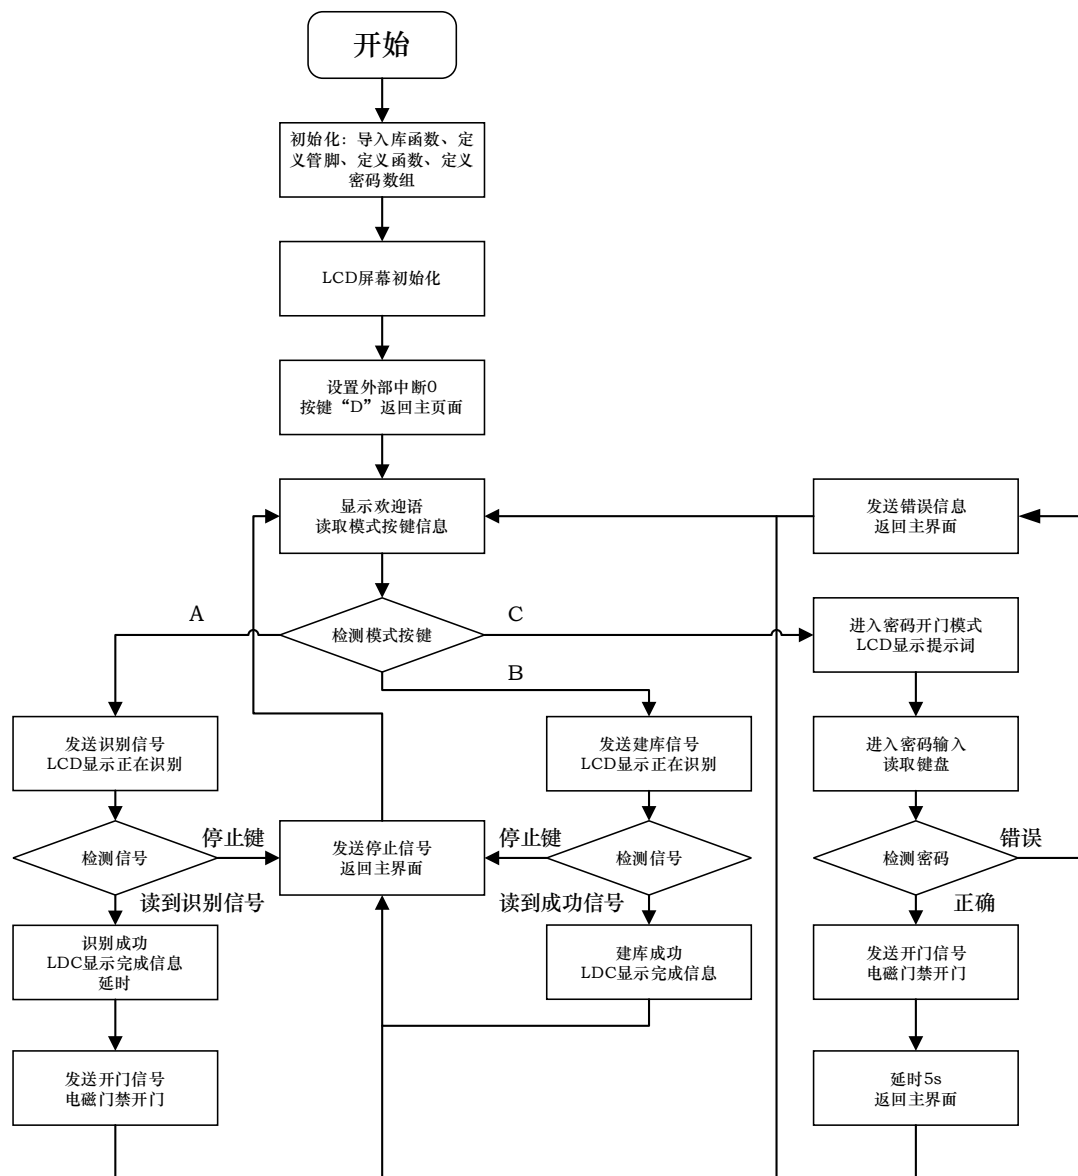 开始
初始化：导入库函数、定
义管脚、定义函数、定义
密码数组
LCD屏幕初始化
设置外部中断0
按键“D”返回主页面
显示欢迎语
读取模式按键信息
发送错误信息
返回主界面
A
检测模式按键
C
B
进入密码开门模式
LCD显示提示词
发送识别信号
LCD显示正在识别
发送建库信号
LCD显示正在识别
进入密码输入
读取键盘
检测信号
停止键
发送停止信号
返回主界面
停止键
检测信号
检测密码
错误
读到识别信号
读到成功信号
正确
识别成功
LDC显示完成信息
延时
建库成功
LDC显示完成信息
发送开门信号
电磁门禁开门
发送开门信号
电磁门禁开门
延时5s
返回主界面